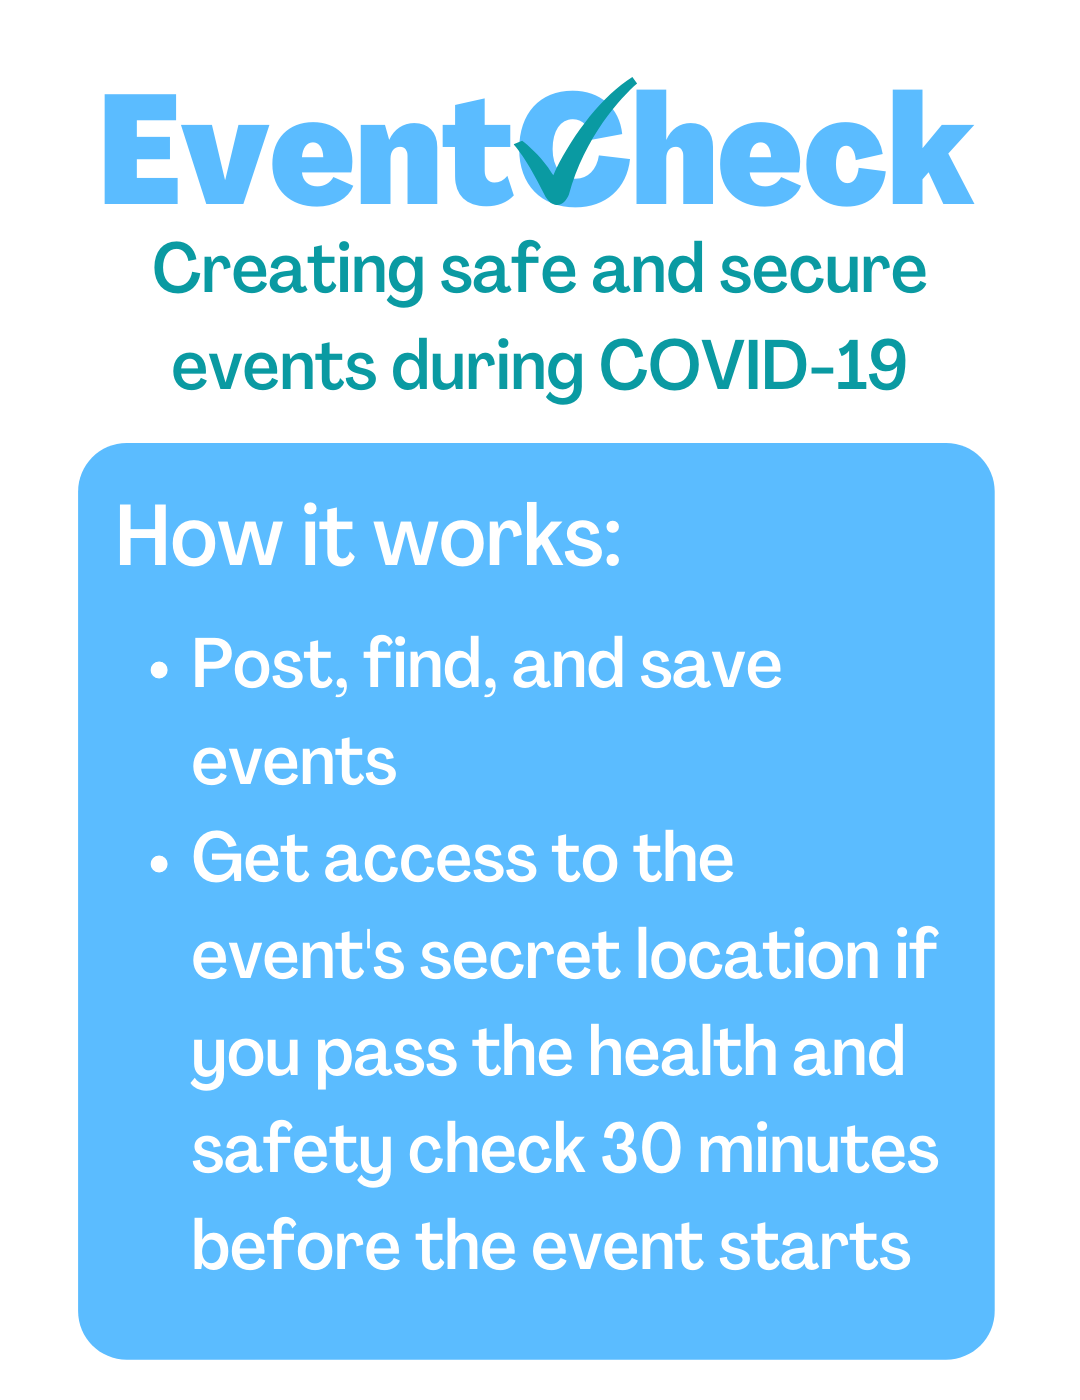 EventCheck
Creating safe and secure
events during COVID-19
How it works:
• Post, find, and save
events
• Get access to the
event's secret location if
you pass the health and
safety check 30 minutes
before the event starts